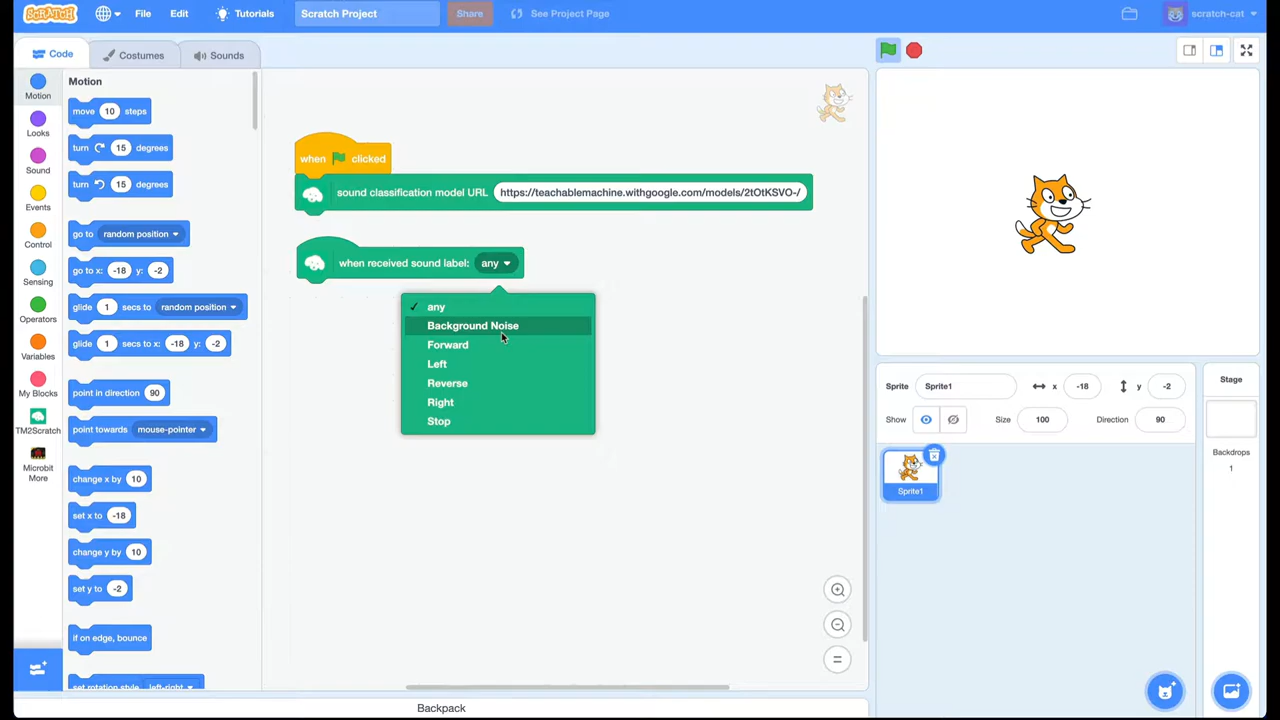 SCRATCH File Edit Tutorials Scratch Project Share See Project Page scratch-cat
Code Costumes Sounds
Motion
Looks
Sound
Events
Control
Sensing
Operators
Variables
My Blocks
TM2Scratch
Microbit
More
Motion
move 10 steps
turn 15 degrees
turn 15 degrees
go to random position
go to x: -18 y: -2
glide 1 secs to random position
glide 1 secs to x: -18 y: -2
point in direction 90
point towards mouse-pointer
change x by 10
set x to -18
change y by 10
set y to -2
if on edge, bounce
set rotation style left-right
when clicked
sound classification model URL https://teachablemachine.withgoogle.com/models/2tOtKSVO-/
when received sound label: any
✓ any
Background Noise
Forward
Left
Reverse
Right
Stop
Sprite Sprite1 x -18 y -2
Show Size 100 Direction 90
Sprite1
Stage
Backdrops
1
Backpack